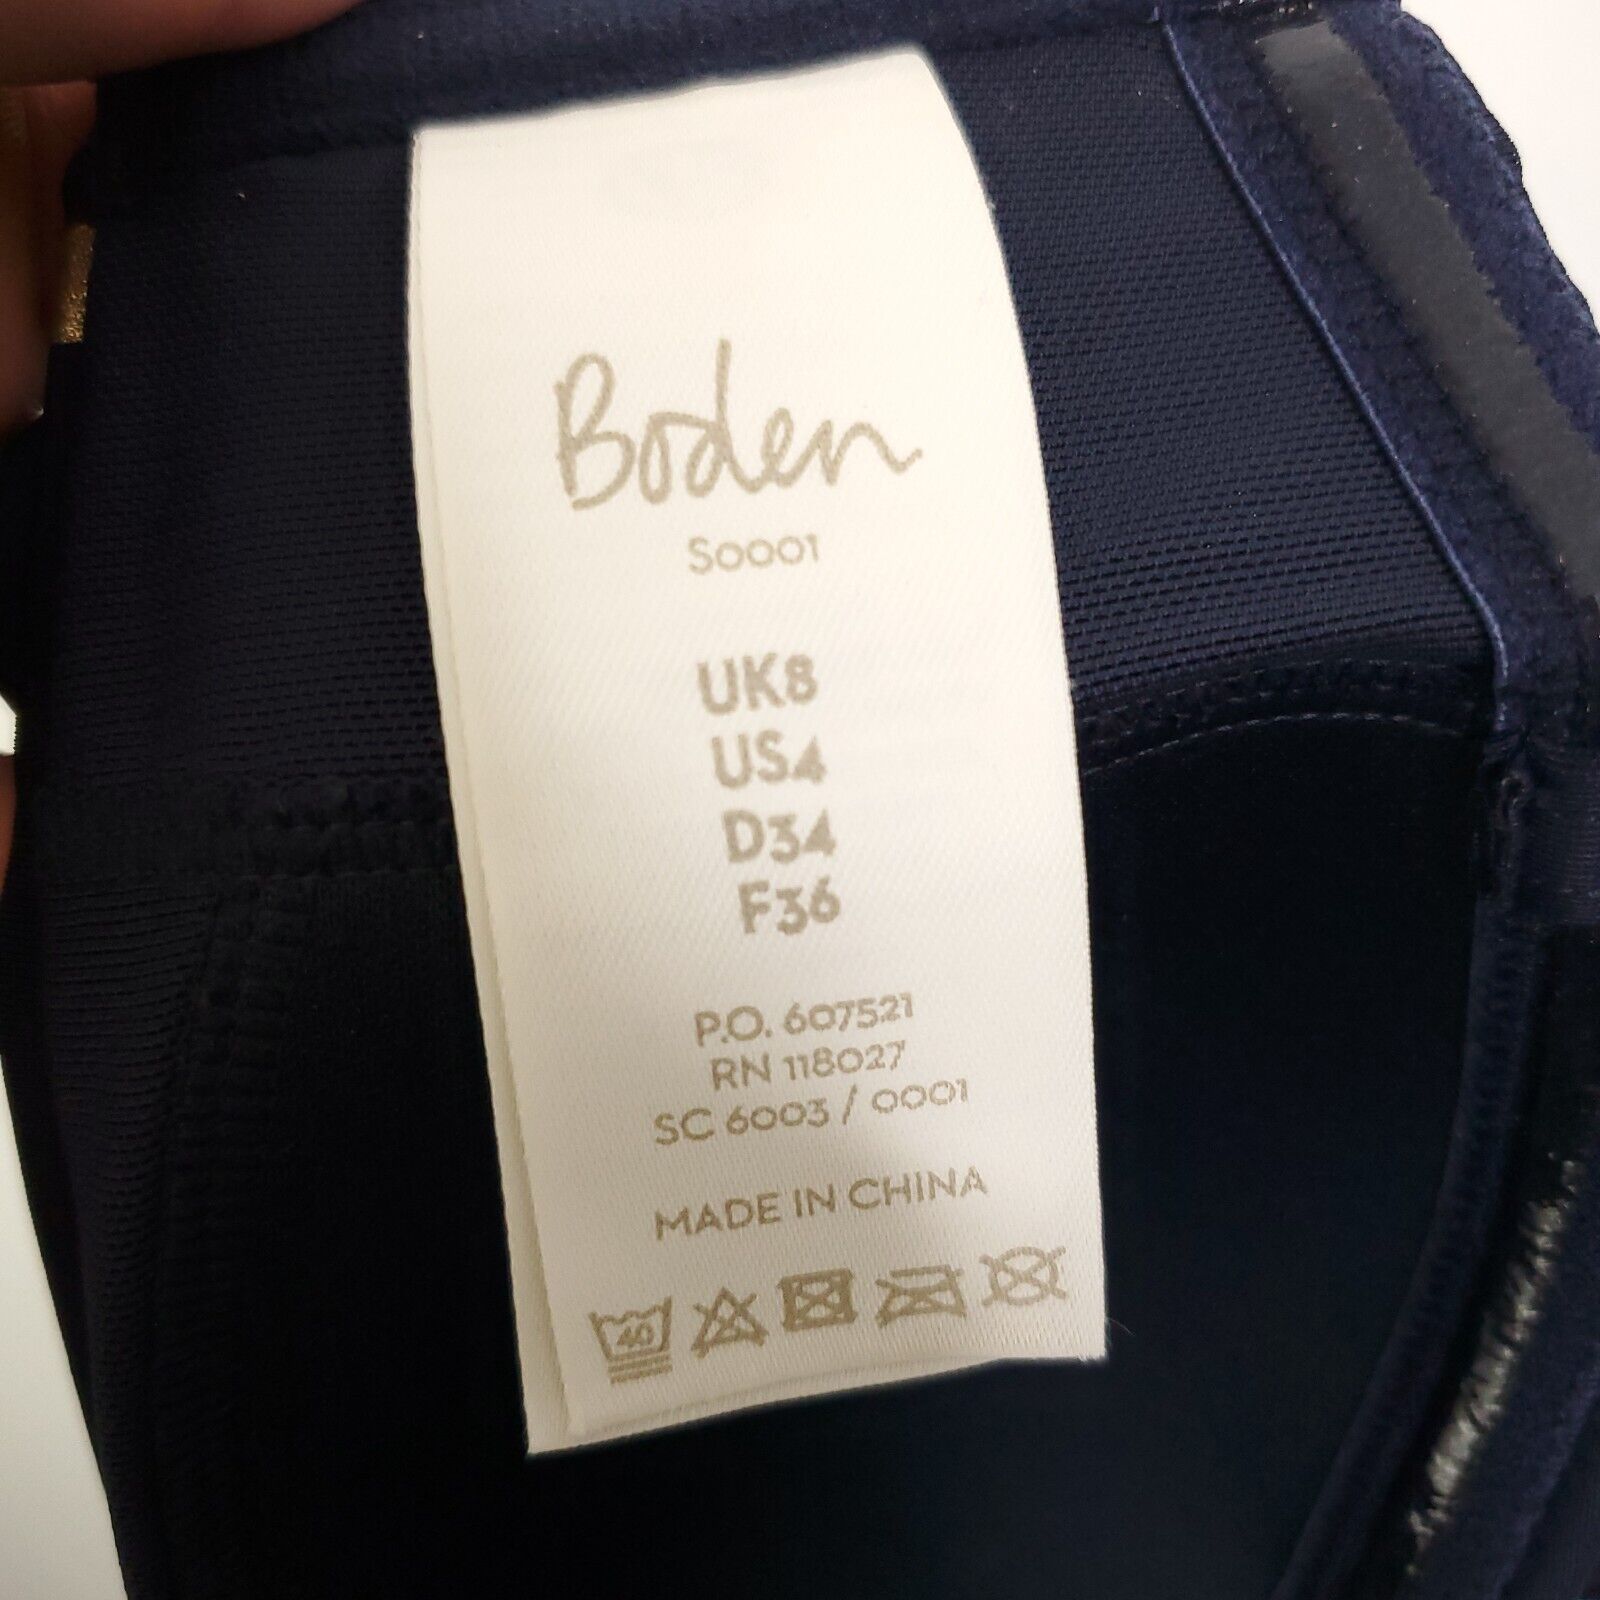 Boden
S0001
UK8
US4
D34
F36
P.O. 607521
RN 118027
SC 6003 / 0001
MADE IN CHINA
40